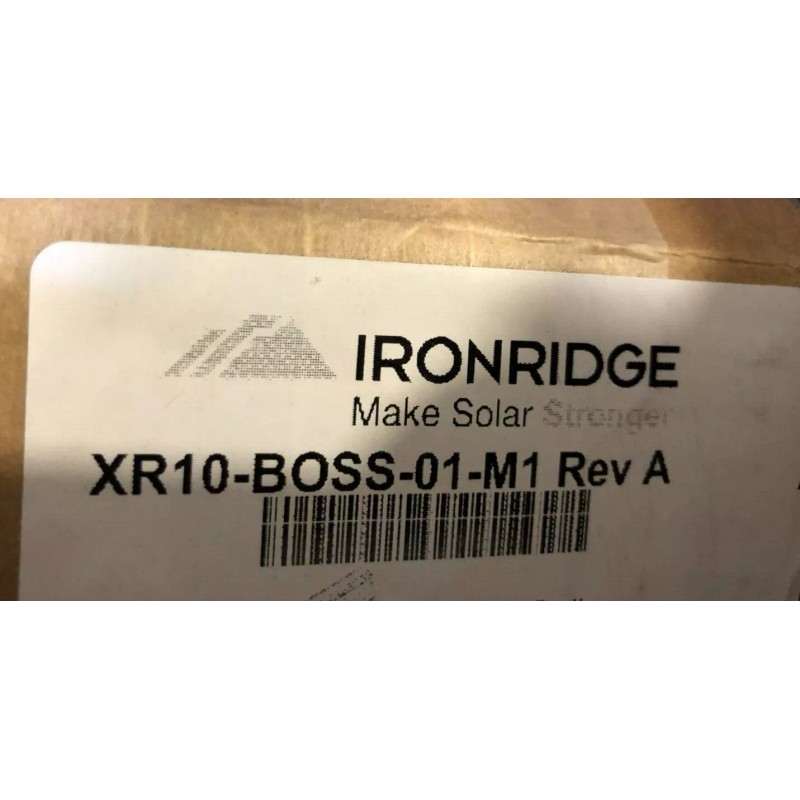 IRONRIDGE
Make Solar Stronger
XR10-BOSS-01-M1 Rev A